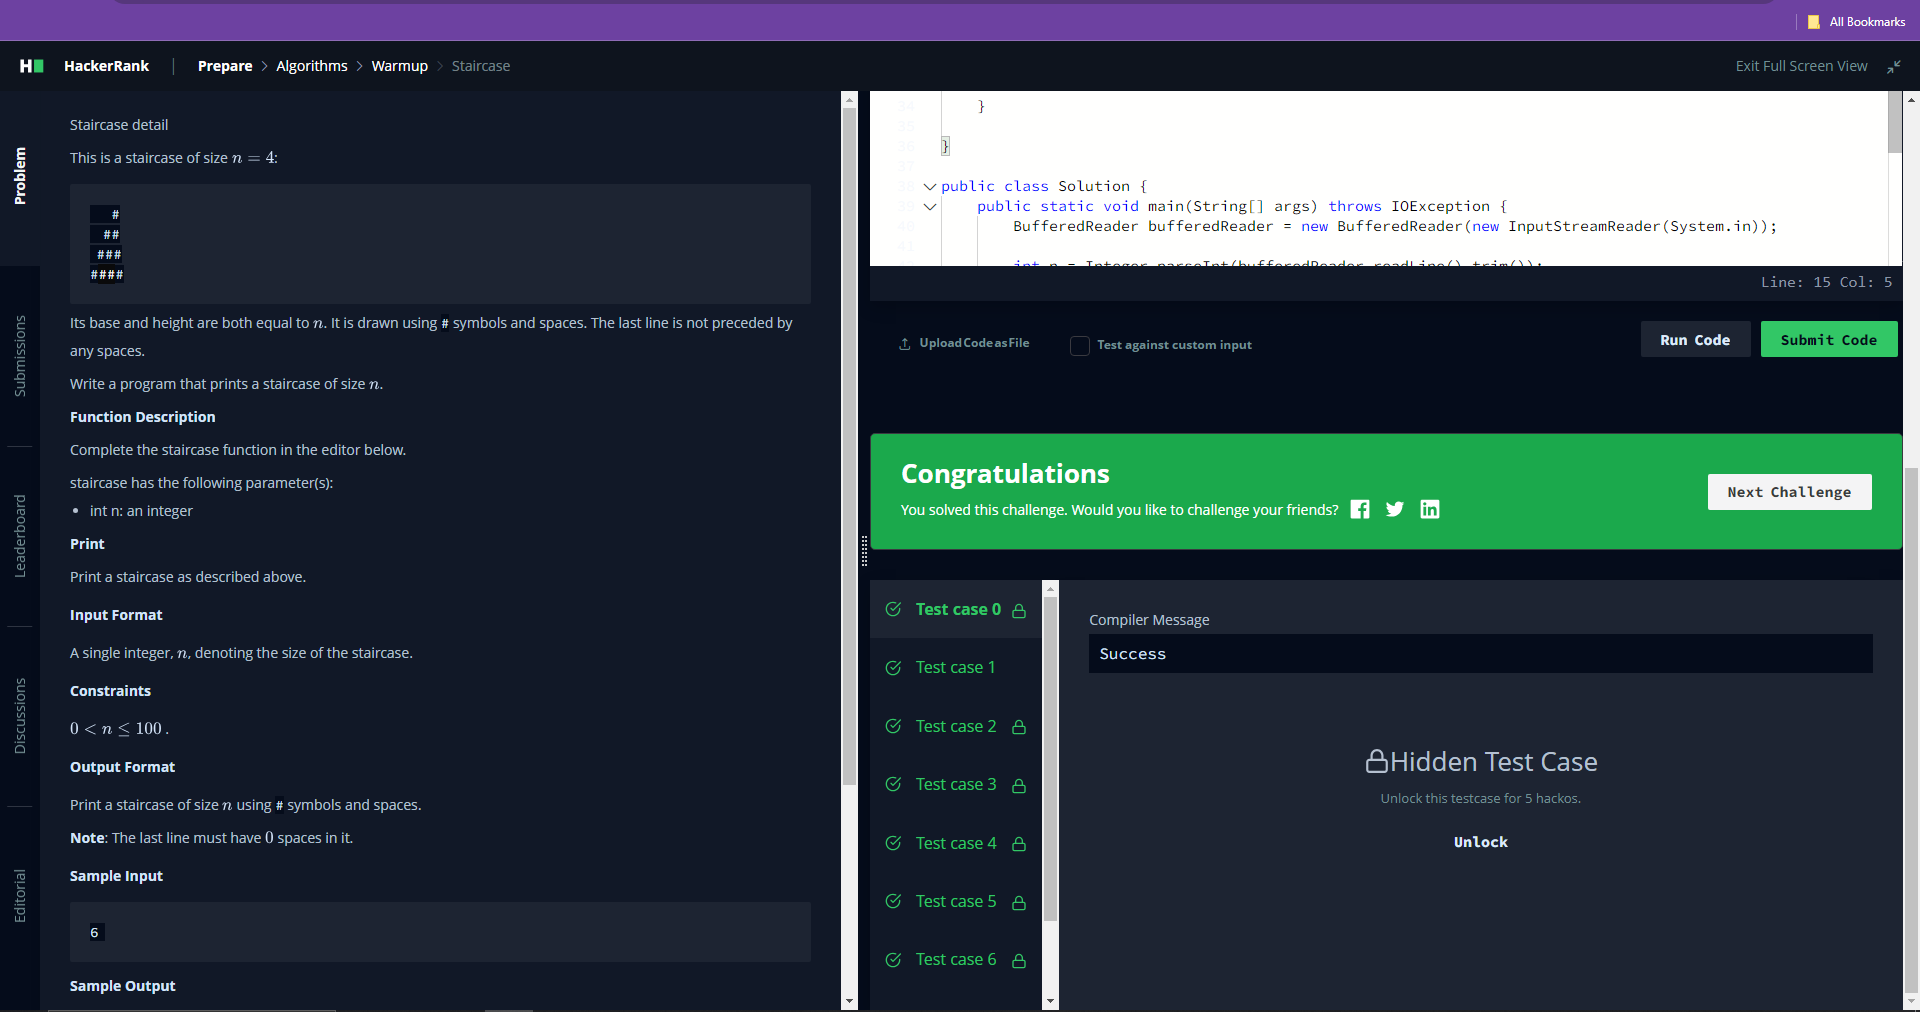 All Bookmarks
H HackerRank | Prepare > Algorithms > Warmup > Staircase
Exit Full Screen View
Problem
Submissions
Leaderboard
Discussions
Editorial
Staircase detail
This is a staircase of size n = 4:
   #
  ##
 ###
####
Its base and height are both equal to n. It is drawn using # symbols and spaces. The last line is not preceded by
any spaces.
Write a program that prints a staircase of size n.
Function Description
Complete the staircase function in the editor below.
staircase has the following parameter(s):
• int n: an integer
Print
Print a staircase as described above.
Input Format
A single integer, n, denoting the size of the staircase.
Constraints
0 < n ≤ 100 .
Output Format
Print a staircase of size n using # symbols and spaces.
Note: The last line must have 0 spaces in it.
Sample Input
6
Sample Output
34 }
35
36 }
37
38 public class Solution {
39 public static void main(String[] args) throws IOException {
40 BufferedReader bufferedReader = new BufferedReader(new InputStreamReader(System.in));
41
int n = Integer.parseInt(bufferedReader.readLine().trim());
Line: 15 Col: 5
Upload Code as File
Test against custom input
Run Code
Submit Code
Congratulations
You solved this challenge. Would you like to challenge your friends?
Next Challenge
Test case 0
Test case 1
Test case 2
Test case 3
Test case 4
Test case 5
Test case 6
Compiler Message
Success
Hidden Test Case
Unlock this testcase for 5 hackos.
Unlock